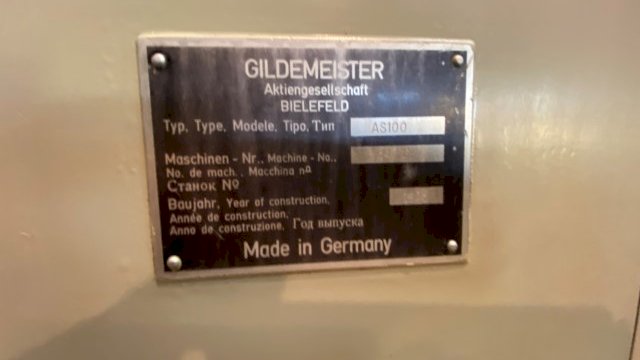 GILDEMEISTER
Aktiengesellschaft
BIELEFELD
Typ, Type, Modele, Tipo, Тип AS100
Maschinen - Nr., Machine - No.,
No. de mach., Macchina nº
Станок №
Baujahr, Year of construction,
Année de construction,
Anno de construzione, Год выпуска
Made in Germany